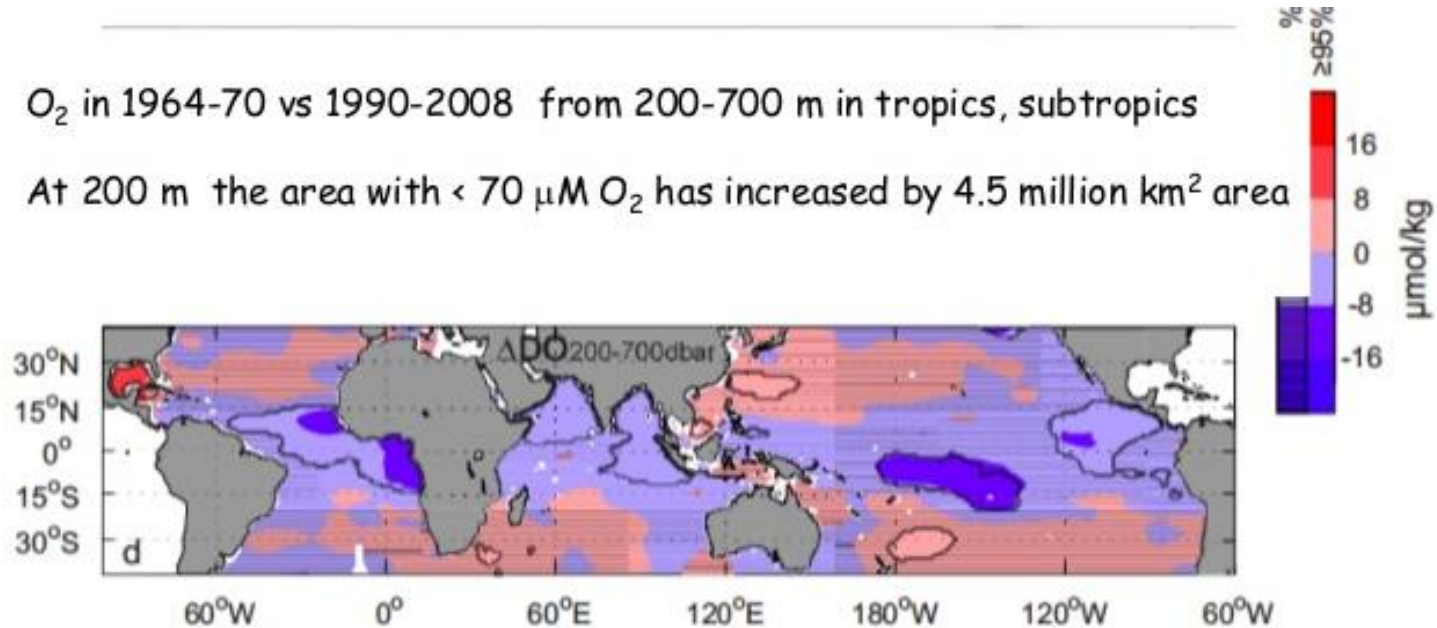 %
≥95%
O₂ in 1964-70 vs 1990-2008 from 200-700 m in tropics, subtropics
At 200 m the area with < 70 μM O₂ has increased by 4.5 million km² area
16
8
0
-8
-16
μmol/kg
ΔDO200-700dbar
30°N
15°N
0°
15°S
30°S
d
60°W 0° 60°E 120°E 180°W 120°W 60°W